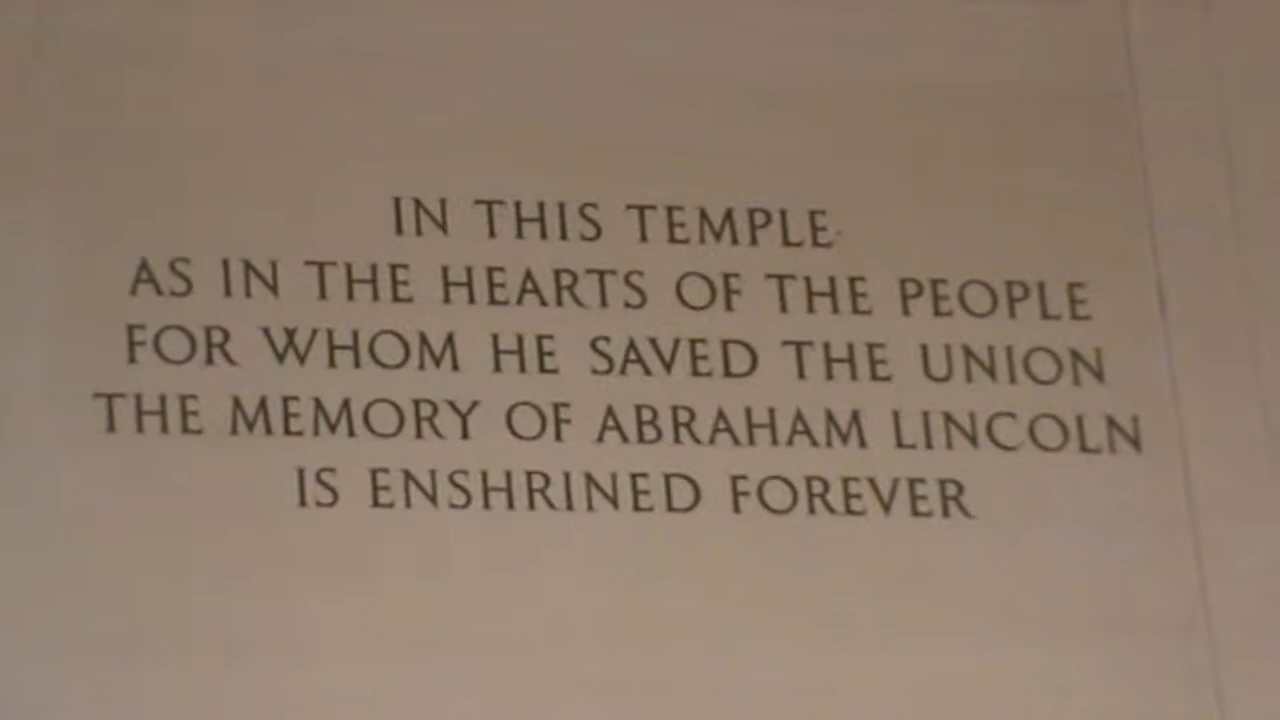 IN THIS TEMPLE
AS IN THE HEARTS OF THE PEOPLE
FOR WHOM HE SAVED THE UNION
THE MEMORY OF ABRAHAM LINCOLN
IS ENSHRINED FOREVER